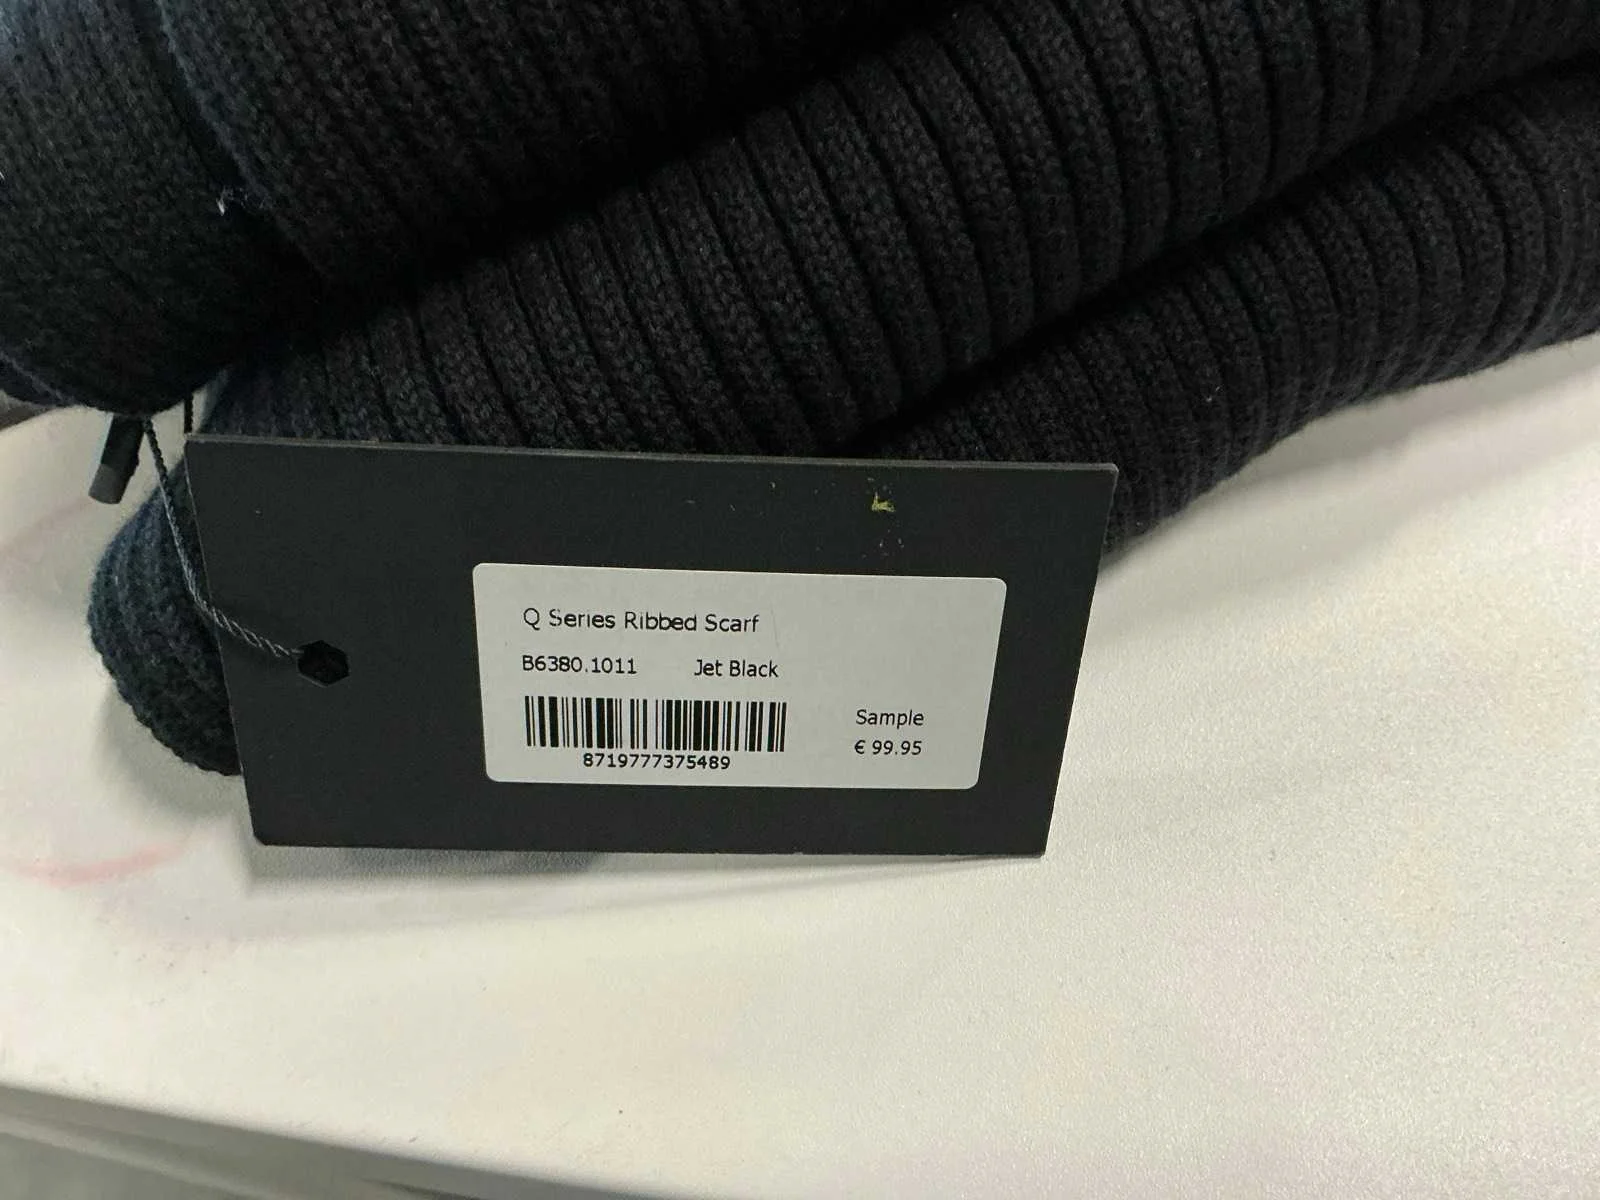 Q Series Ribbed Scarf
B6380.1011 Jet Black
Sample
€ 99.95
8719777375489